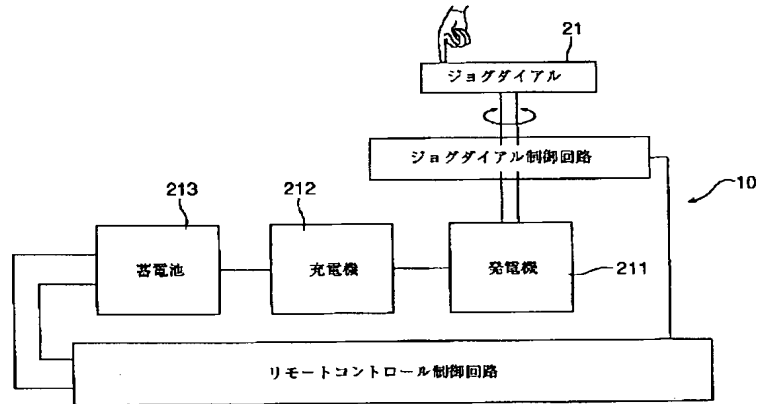 21
ジョグダイアル
ジョグダイアル制御回路
10
213
212
蓄電池
充電機
発電機
211
リモートコントロール制御回路